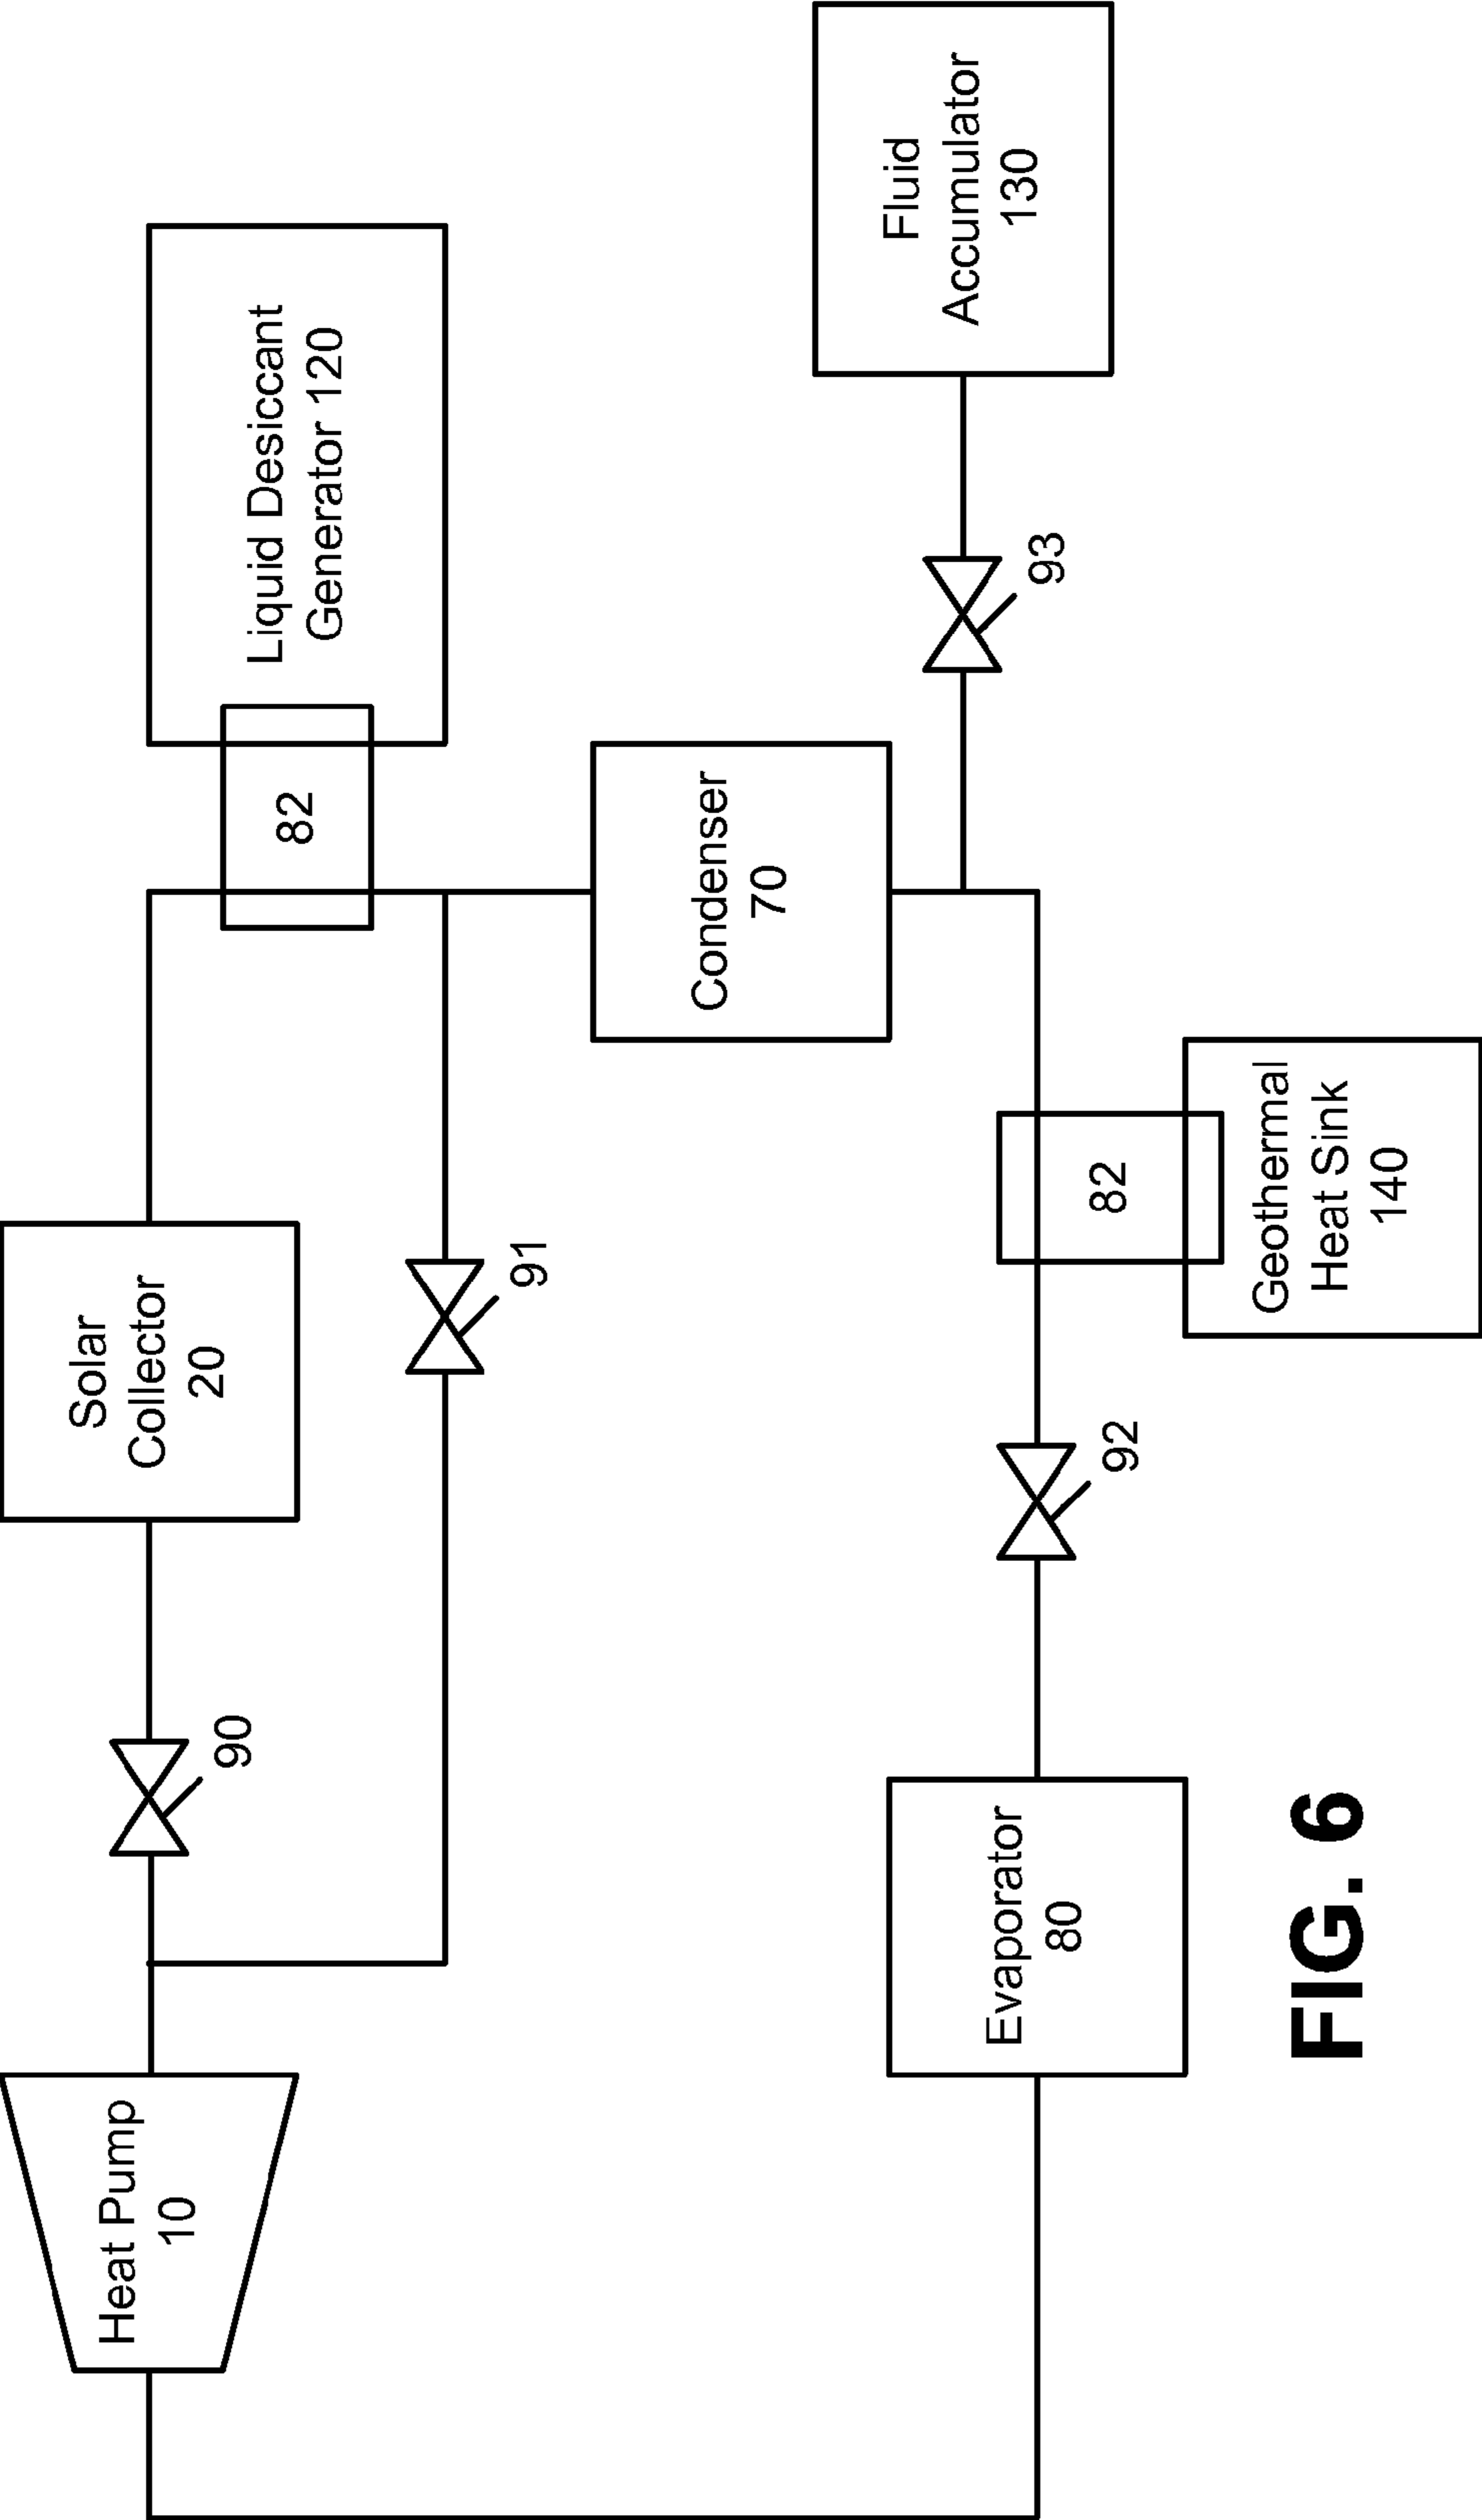 Heat Pump
10
90
Solar
Collector
20
91
82
Liquid Desiccant
Generator 120
Condenser
70
Evaporator
80
92
82
Geothermal
Heat Sink
140
93
Fluid
Accumulator
130
FIG. 6